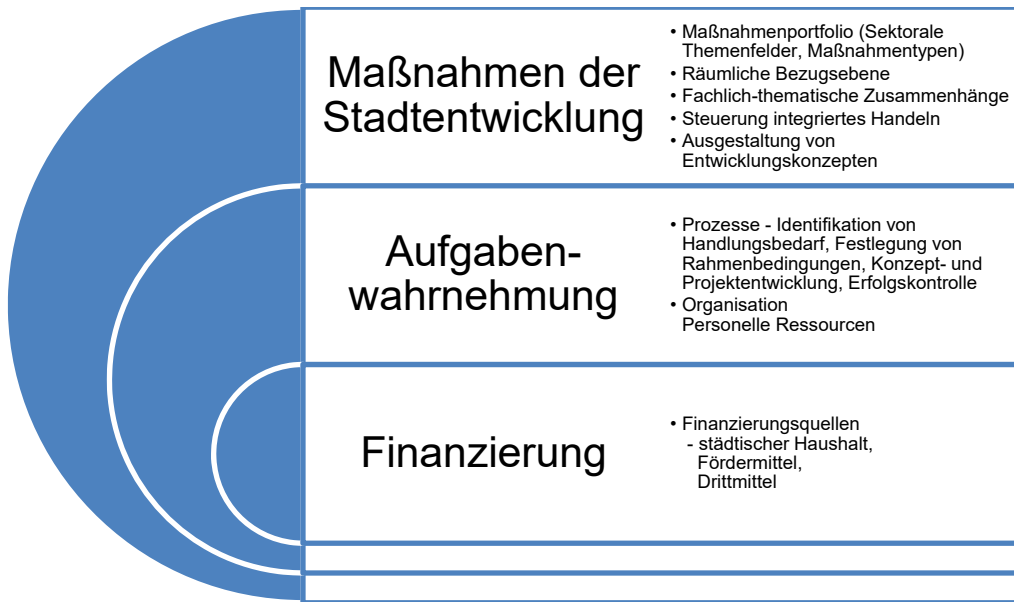 Maßnahmen der
Stadtentwicklung
• Maßnahmenportfolio (Sektorale
Themenfelder, Maßnahmentypen)
• Räumliche Bezugsebene
• Fachlich-thematische Zusammenhänge
• Steuerung integriertes Handeln
• Ausgestaltung von
Entwicklungskonzepten
Aufgaben-
wahrnehmung
• Prozesse - Identifikation von
Handlungsbedarf, Festlegung von
Rahmenbedingungen, Konzept- und
Projektentwicklung, Erfolgskontrolle
• Organisation
Personelle Ressourcen
Finanzierung
• Finanzierungsquellen
- städtischer Haushalt,
Fördermittel,
Drittmittel